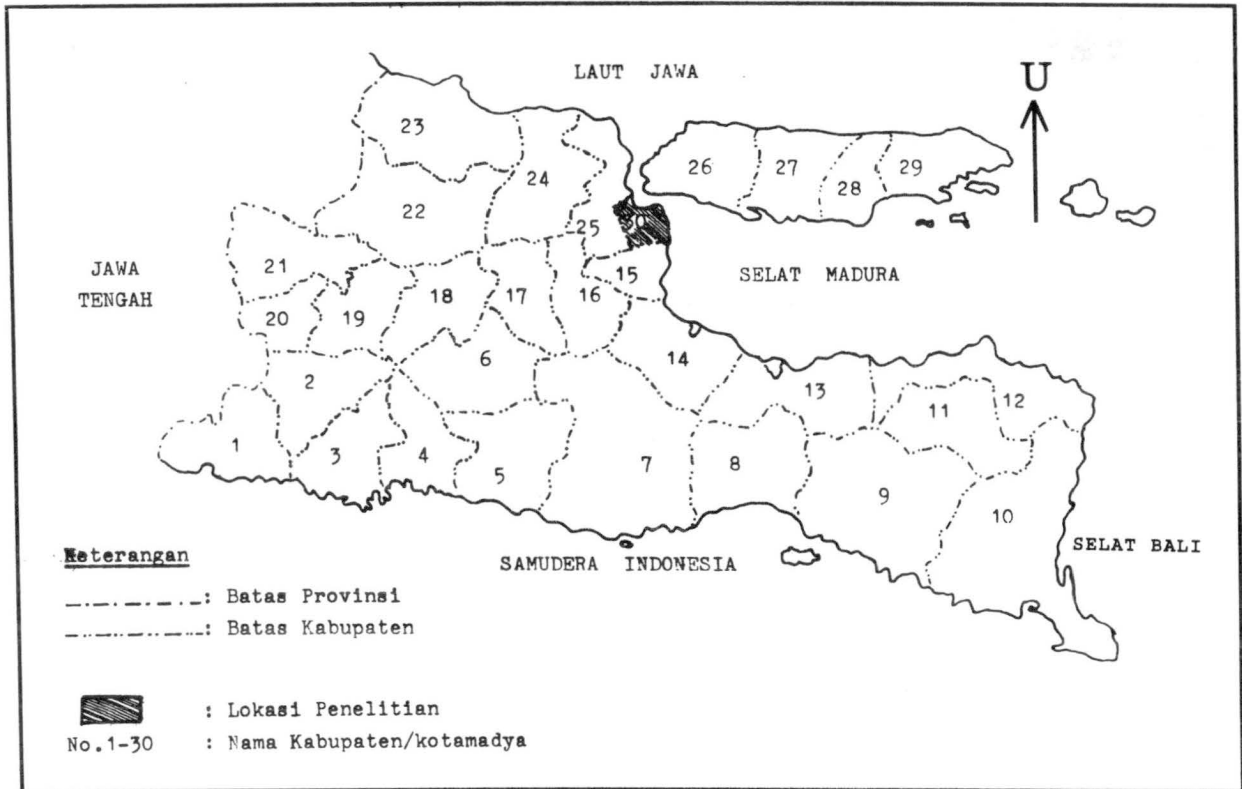 LAUT JAWA
U
23
26
27
28
29
24
22
25
30
JAWA
TENGAH
21
SELAT MADURA
15
18
17
16
20
19
6
14
2
13
11
12
1
3
4
5
7
8
9
10
SELAT BALI
SAMUDERA INDONESIA
Keterangan
: Batas Provinsi
: Batas Kabupaten
: Lokasi Penelitian
No.1-30 : Nama Kabupaten/kotamadya